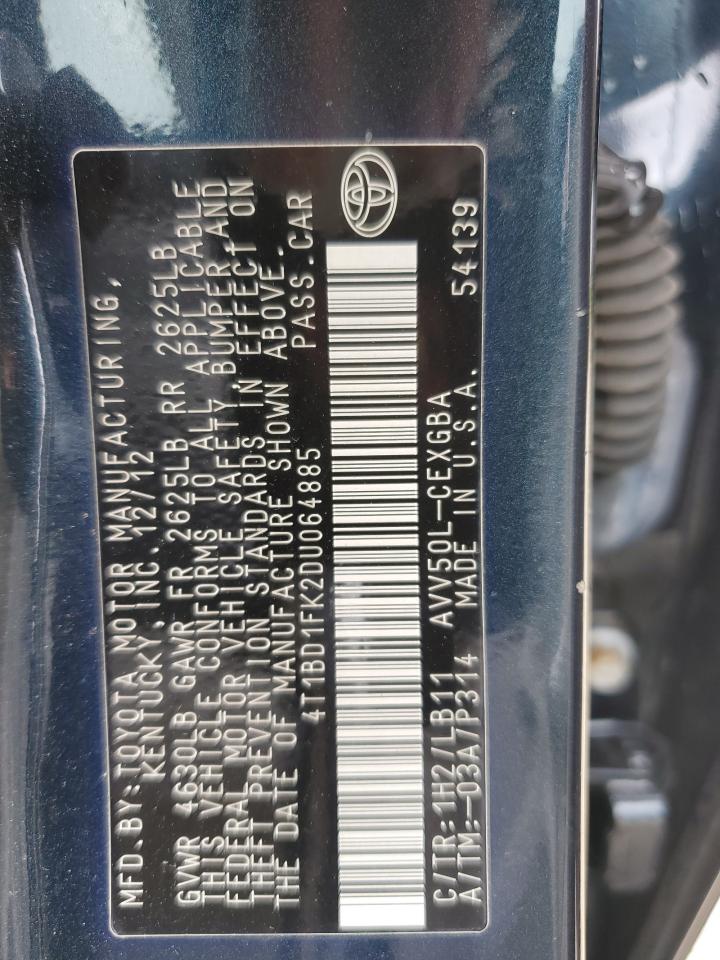 MFD.BY:TOYOTA MOTOR MANUFACTURING,
KENTUCKY,INC.12/12
GVWR 4630LB GAWR FR 2625LB RR 2625LB
THIS VEHICLE CONFORMS TO ALL APPLICABLE
FEDERAL MOTOR VEHICLE SAFETY, BUMPER, AND
THEFT PREVENTION STANDARDS IN EFFECT ON
THE DATE OF MANUFACTURE SHOWN ABOVE.
4T1BD1FK2DU064885 PASS.CAR
C/TR:1H2/LB11 AVV50L-CEXGBA
A/TM:-03A/P314 MADE IN U.S.A. 54139